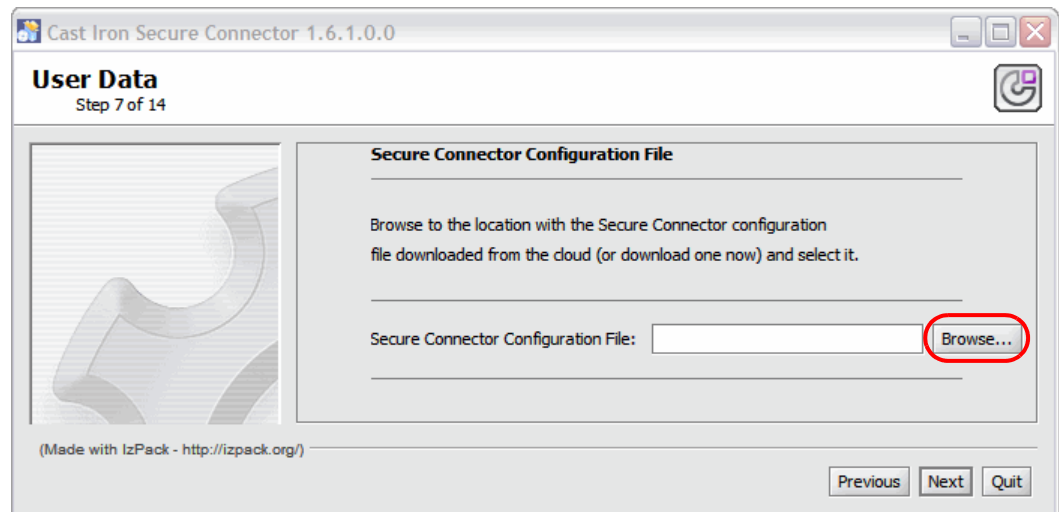 Cast Iron Secure Connector 1.6.1.0.0
User Data
Step 7 of 14
Secure Connector Configuration File
Browse to the location with the Secure Connector configuration
file downloaded from the cloud (or download one now) and select it.
Secure Connector Configuration File:
Browse...
(Made with IzPack - http://izpack.org/)
Previous Next Quit